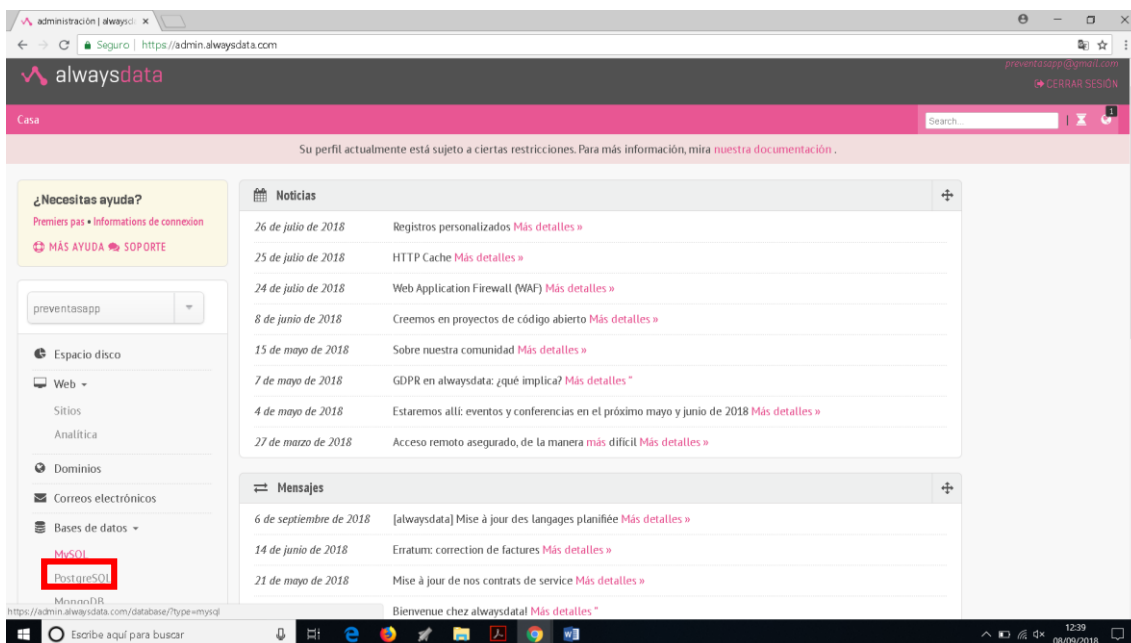 administración | alwaysd
Seguro | https://admin.alwaysdata.com
alwaysdata
preventasapp@gmail.com
CERRAR SESIÓN
Casa
Search...
1
Su perfil actualmente está sujeto a ciertas restricciones. Para más información, mira nuestra documentación .
¿Necesitas ayuda?
Premiers pas • Informations de connexion
MÁS AYUDA SOPORTE
preventasapp
Espacio disco
Web
Sitios
Analítica
Dominios
Correos electrónicos
Bases de datos
MySQL
PostgreSQL
MongoDB
https://admin.alwaysdata.com/database/?type=mysql
Noticias
26 de julio de 2018 Registros personalizados Más detalles »
25 de julio de 2018 HTTP Cache Más detalles »
24 de julio de 2018 Web Application Firewall (WAF) Más detalles »
8 de junio de 2018 Creemos en proyectos de código abierto Más detalles »
15 de mayo de 2018 Sobre nuestra comunidad Más detalles »
7 de mayo de 2018 GDPR en alwaysdata: ¿qué implica? Más detalles "
4 de mayo de 2018 Estaremos allí: eventos y conferencias en el próximo mayo y junio de 2018 Más detalles »
27 de marzo de 2018 Acceso remoto asegurado, de la manera más difícil Más detalles »
Mensajes
6 de septiembre de 2018 [alwaysdata] Mise à jour des langages planifiée Más detalles »
14 de junio de 2018 Erratum: correction de factures Más detalles »
21 de mayo de 2018 Mise à jour de nos contrats de service Más detalles »
Bienvenue chez alwaysdata! Más detalles "
Escribe aquí para buscar
12:39
08/09/2018